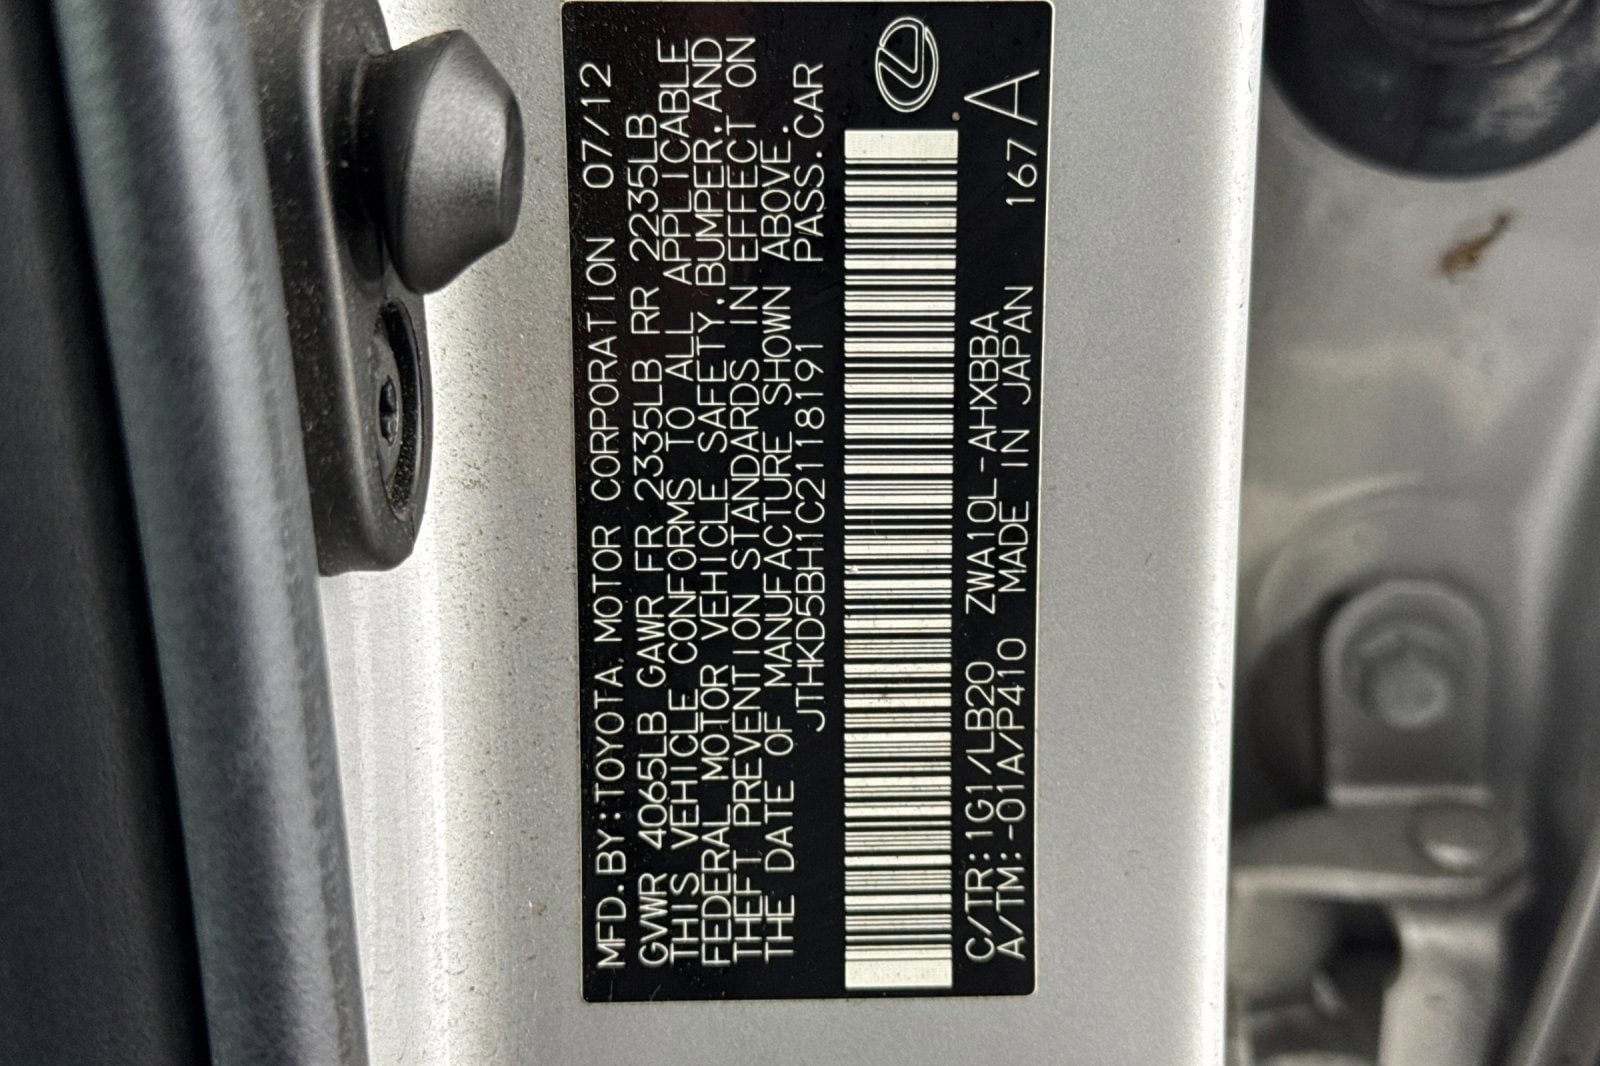 MFD.BY:TOYOTA MOTOR CORPORATION 07/12
GVWR 4065LB GAWR FR 2335LB RR 2235LB
THIS VEHICLE CONFORMS TO ALL APPLICABLE
FEDERAL MOTOR VEHICLE SAFETY,BUMPER,AND
THEFT PREVENTION STANDARDS IN EFFECT ON
THE DATE OF MANUFACTURE SHOWN ABOVE.
JTHKD5BH1C2118191 PASS.CAR
C/TR:1G1/LB20 ZWA10L-AHXBBA 167A
A/TM:-01A/P410 MADE IN JAPAN